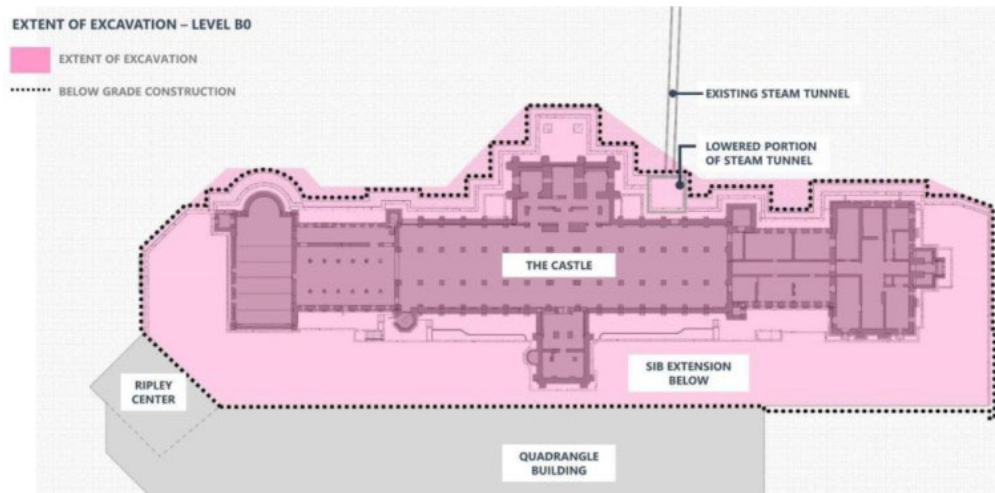 EXTENT OF EXCAVATION – LEVEL B0
EXTENT OF EXCAVATION
BELOW GRADE CONSTRUCTION
EXISTING STEAM TUNNEL
LOWERED PORTION
OF STEAM TUNNEL
THE CASTLE
SIB EXTENSION
BELOW
RIPLEY
CENTER
QUADRANGLE
BUILDING